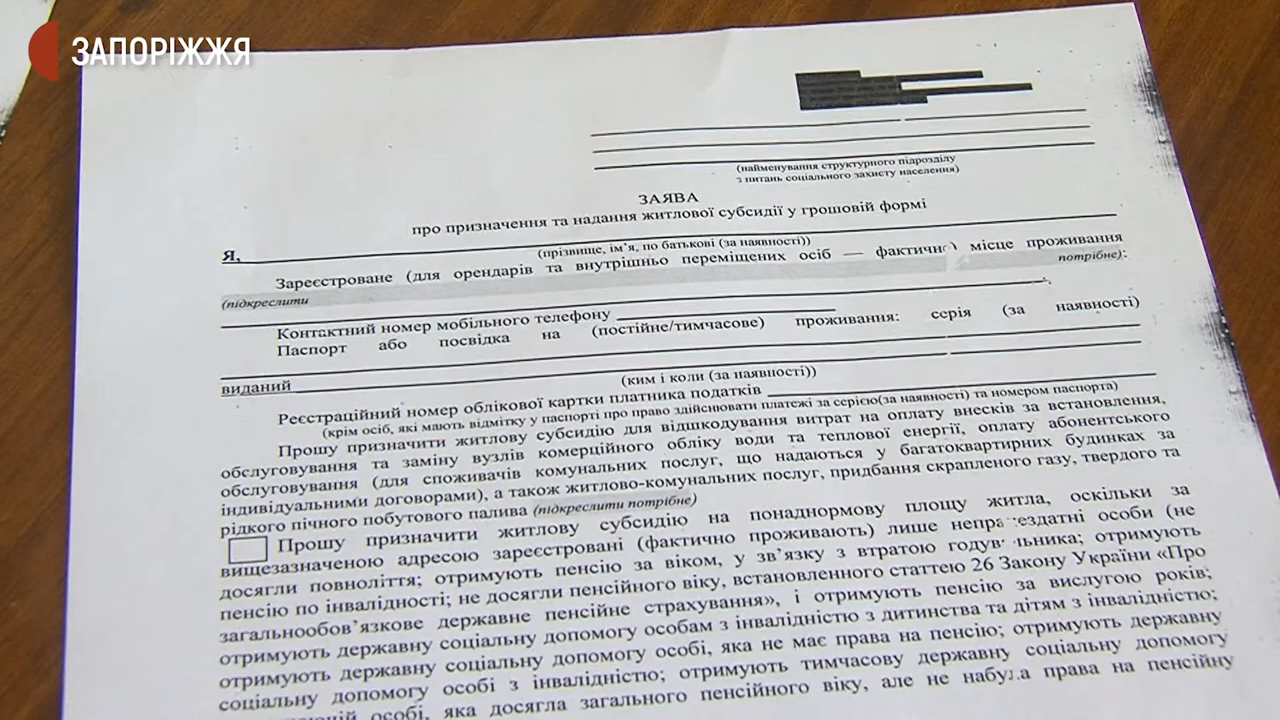 ЗАПОРІЖЖЯ
(найменування структурного підрозділу
з питань соціального захисту населення)
ЗАЯВА
про призначення та надання житлової субсидії у грошовій формі
Я,
(прізвище, ім’я, по батькові (за наявності))
Зареєстроване (для орендарів та внутрішньо переміщених осіб — фактичне місце проживання
(підкреслити потрібне):
Контактний номер мобільного телефону
Паспорт або посвідка на (постійне/тимчасове) проживання: серія (за наявності)
виданий
(ким і коли (за наявності))
Реєстраційний номер облікової картки платника податків
(крім осіб, які мають відмітку у паспорті про право здійснювати платежі за серією(за наявності) та номером паспорта)
Прошу призначити житлову субсидію для відшкодування витрат на оплату внесків за встановлення,
обслуговування та заміну вузлів комерційного обліку води та теплової енергії, оплату абонентського
обслуговування (для споживачів комунальних послуг, що надаються у багатоквартирних будинках за
індивідуальними договорами), а також житлово-комунальних послуг, придбання скрапленого газу, твердого та
рідкого пічного побутового палива (підкреслити потрібне)
Прошу призначити житлову субсидію на понаднормову площу житла, оскільки за
вищезазначеною адресою зареєстровані (фактично проживають) лише непрацездатні особи (не
досягли повноліття; отримують пенсію за віком, у зв’язку з втратою годувальника; отримують
пенсію по інвалідності; не досягли пенсійного віку, встановленого статтею 26 Закону України «Про
загальнообов’язкове державне пенсійне страхування», і отримують пенсію за вислугою років;
отримують державну соціальну допомогу особам з інвалідністю з дитинства та дітям з інвалідністю;
отримують державну соціальну допомогу особі, яка не має права на пенсію; отримують державну
соціальну допомогу особі з інвалідністю; отримують тимчасову державну соціальну допомогу
особі, яка досягла загального пенсійного віку, але не набула права на пенсійну